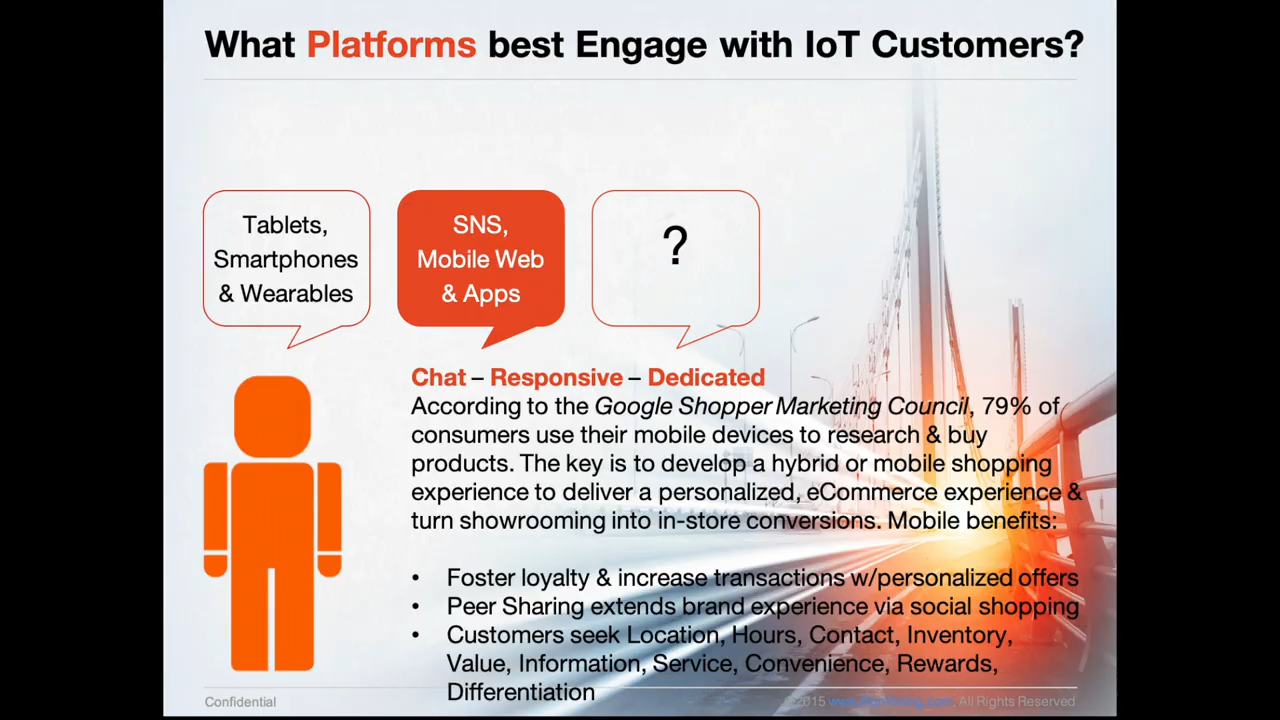 What Platforms best Engage with IoT Customers?
Tablets,
Smartphones
& Wearables
SNS,
Mobile Web
& Apps
?
Chat – Responsive – Dedicated
According to the Google Shopper Marketing Council, 79% of
consumers use their mobile devices to research & buy
products. The key is to develop a hybrid or mobile shopping
experience to deliver a personalized, eCommerce experience &
turn showrooming into in-store conversions. Mobile benefits:
• Foster loyalty & increase transactions w/personalized offers
• Peer Sharing extends brand experience via social shopping
• Customers seek Location, Hours, Contact, Inventory,
Value, Information, Service, Convenience, Rewards,
Differentiation
Confidential
©2015 All Rights Reserved